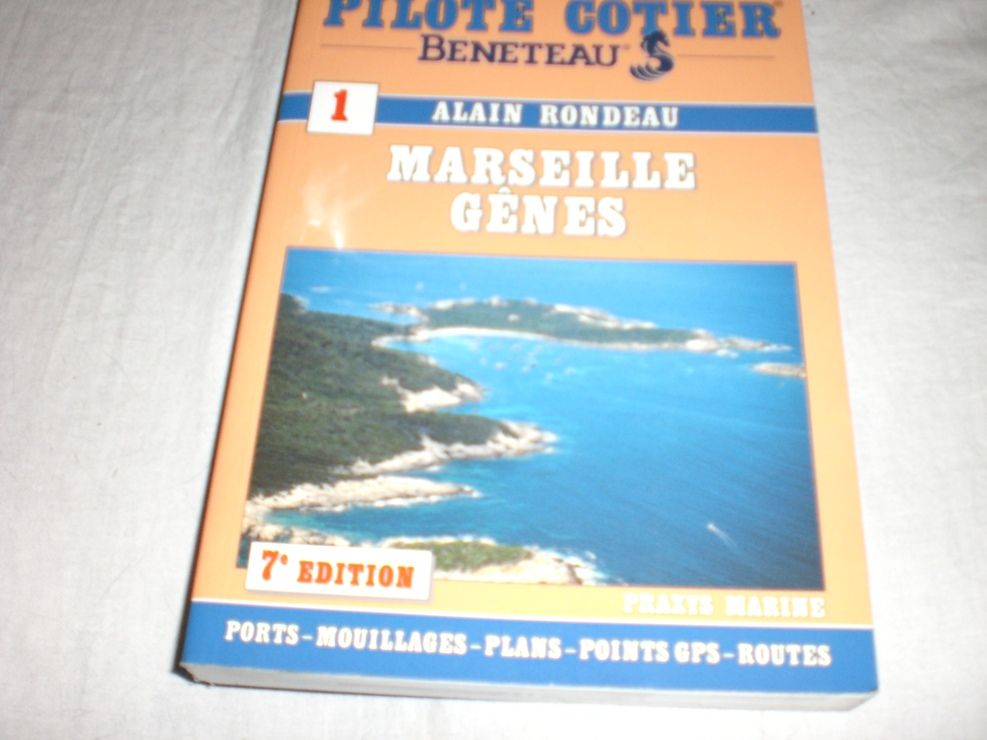 PILOTE COTIER®
BENETEAU®
1
ALAIN RONDEAU
MARSEILLE
GÊNES
7e EDITION
PRAXYS MARINE
PORTS-MOUILLAGES-PLANS-POINTS GPS-ROUTES